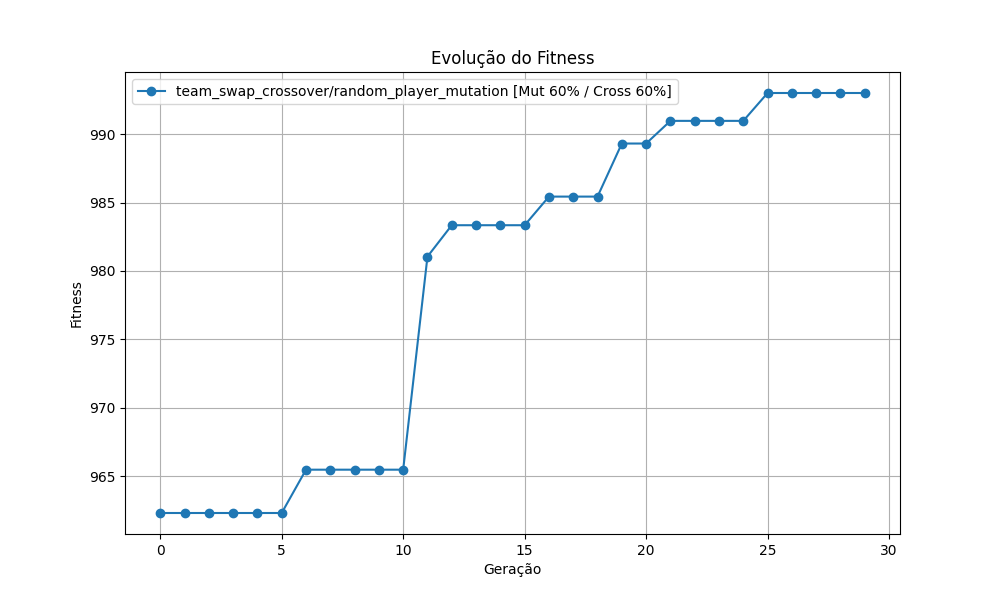 Evolução do Fitness
team_swap_crossover/random_player_mutation [Mut 60% / Cross 60%]
Fitness
990
985
980
975
970
965
0 5 10 15 20 25 30
Geração